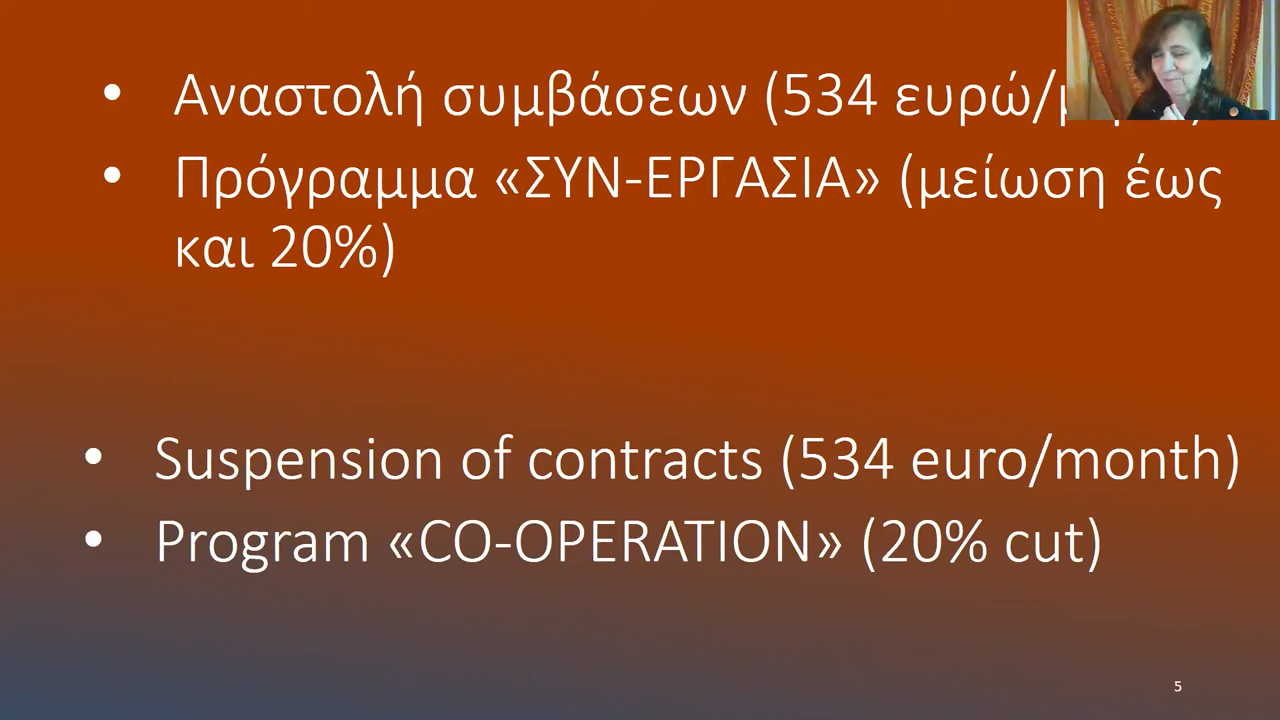 • Αναστολή συμβάσεων (534 ευρώ/
• Πρόγραμμα «ΣΥΝ-ΕΡΓΑΣΙΑ» (μείωση έως
και 20%)
• Suspension of contracts (534 euro/month)
• Program «CO-OPERATION» (20% cut)
5